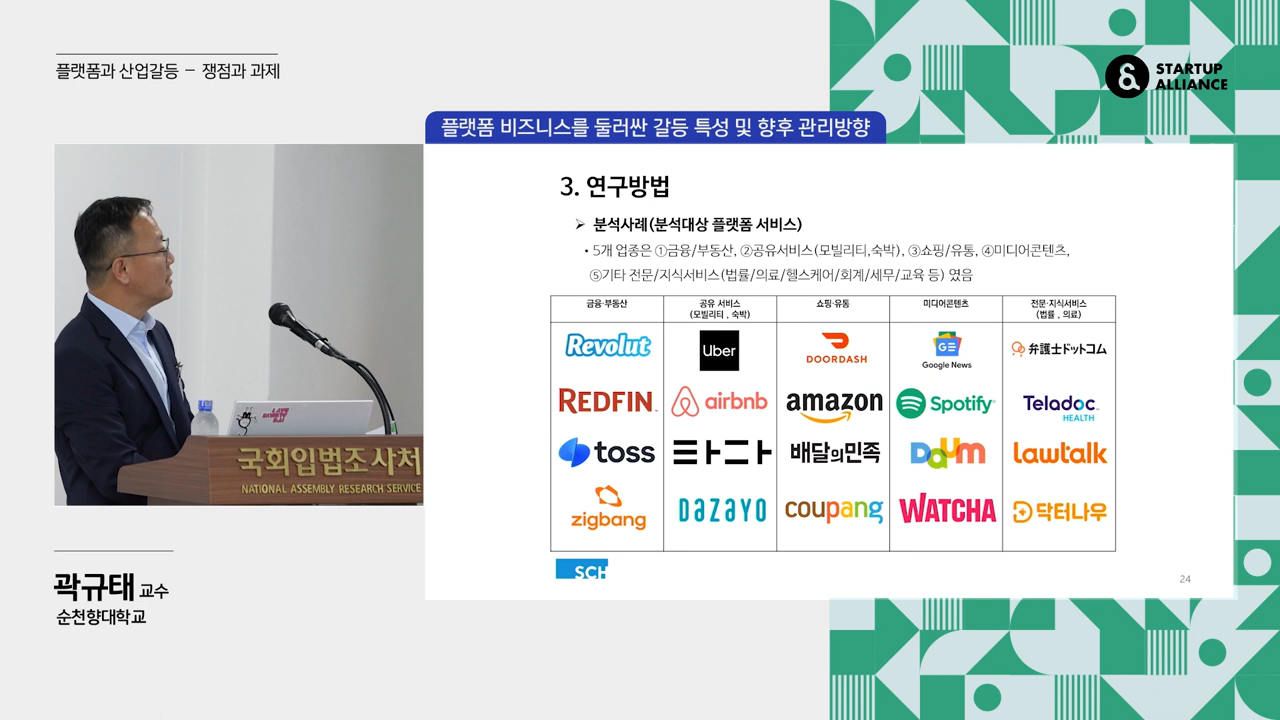 플랫폼과 산업갈등 – 쟁점과 과제
STARTUP
ALLIANCE
플랫폼 비즈니스를 둘러싼 갈등 특성 및 향후 관리방향
3. 연구방법
➢ 분석사례(분석대상 플랫폼 서비스)
• 5개 업종은 ①금융/부동산, ②공유서비스(모빌리티,숙박), ③쇼핑/유통, ④미디어콘텐츠,
⑤기타 전문/지식서비스(법률/의료/헬스케어/회계/세무/교육 등) 였음
금융·부동산
공유 서비스
(모빌리티 , 숙박)
쇼핑·유통
미디어콘텐츠
전문·지식서비스
(법률 , 의료)
Revolut
Uber
DOORDASH
GE
Google News
弁護士ドットコム
REDFIN
airbnb
amazon
Spotify
Teladoc
HEALTH
toss
타다
배달의민족
Daum
lawtalk
zigbang
DAZAYO
coupang
WATCHA
닥터나우
SCH
24
국회입법조사처
NATIONAL ASSEMBLY RESEARCH SERVICE
곽규태 교수
순천향대학교